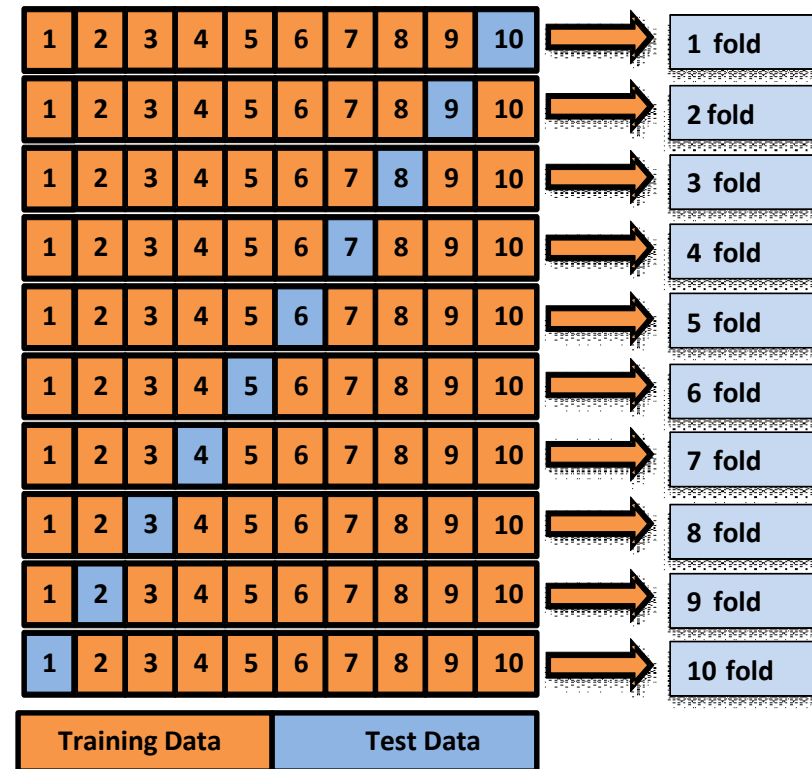 1 2 3 4 5 6 7 8 9 10 1 fold
1 2 3 4 5 6 7 8 9 10 2 fold
1 2 3 4 5 6 7 8 9 10 3 fold
1 2 3 4 5 6 7 8 9 10 4 fold
1 2 3 4 5 6 7 8 9 10 5 fold
1 2 3 4 5 6 7 8 9 10 6 fold
1 2 3 4 5 6 7 8 9 10 7 fold
1 2 3 4 5 6 7 8 9 10 8 fold
1 2 3 4 5 6 7 8 9 10 9 fold
1 2 3 4 5 6 7 8 9 10 10 fold
Training Data Test Data